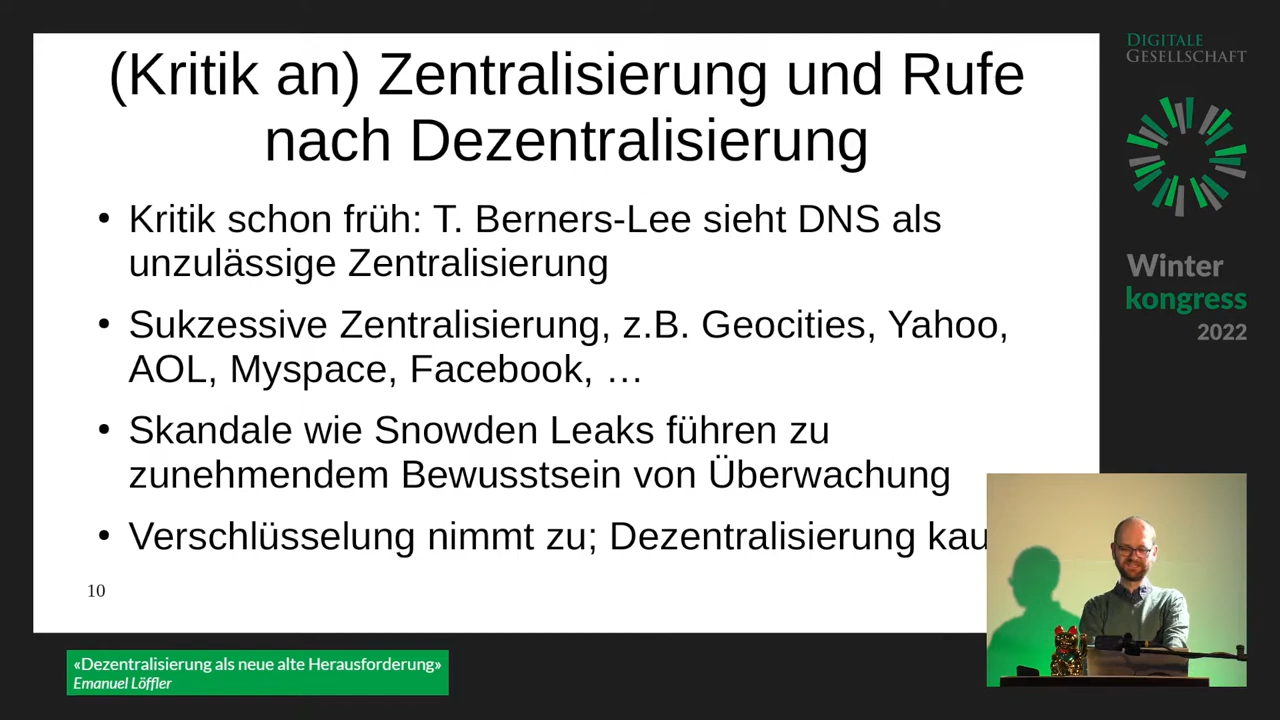 (Kritik an) Zentralisierung und Rufe
nach Dezentralisierung
• Kritik schon früh: T. Berners-Lee sieht DNS als
unzulässige Zentralisierung
• Sukzessive Zentralisierung, z.B. Geocities, Yahoo,
AOL, Myspace, Facebook, …
• Skandale wie Snowden Leaks führen zu
zunehmendem Bewusstsein von Überwachung
• Verschlüsselung nimmt zu; Dezentralisierung kau
10
DIGITALE
GESELLSCHAFT
Winter
kongress
2022
«Dezentralisierung als neue alte Herausforderung»
Emanuel Löffler